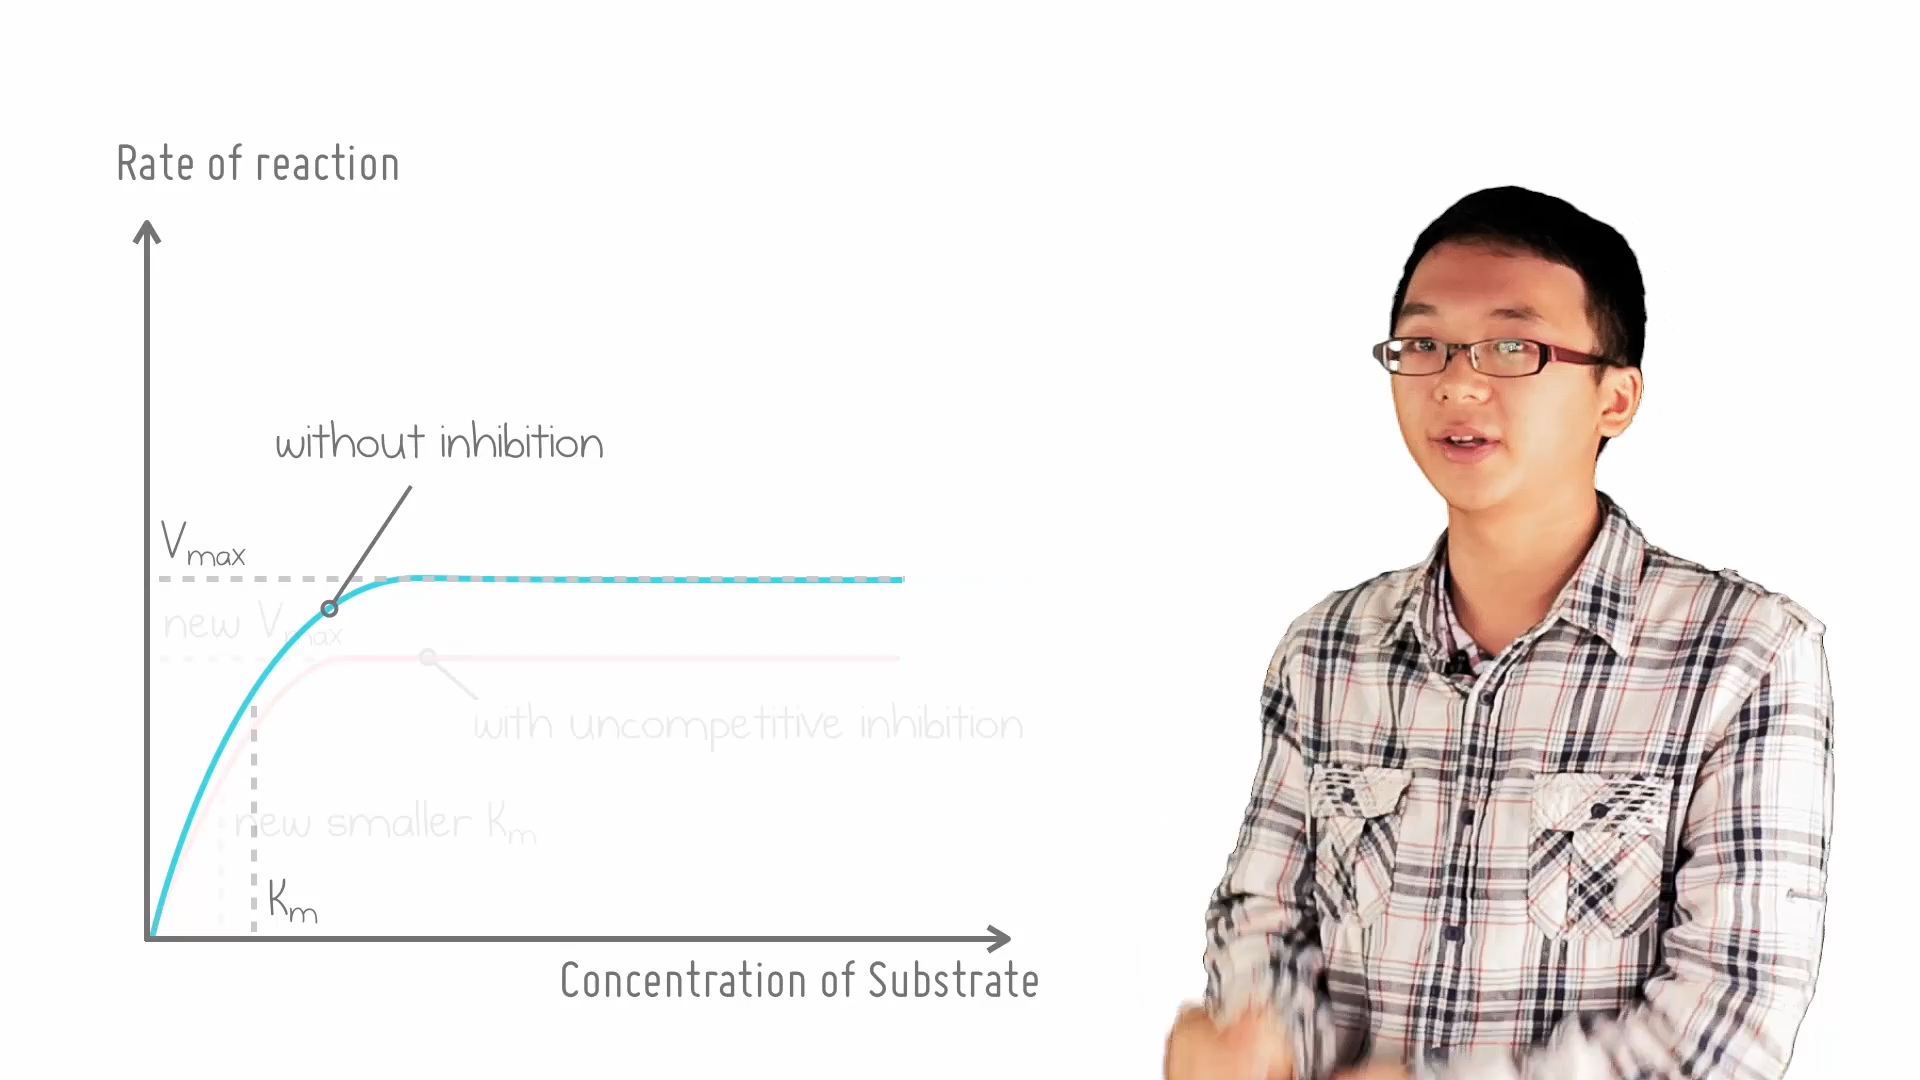 Rate of reaction
without inhibition
Vmax
new Vmax
with uncompetitive inhibition
new smaller Km
Km
Concentration of Substrate